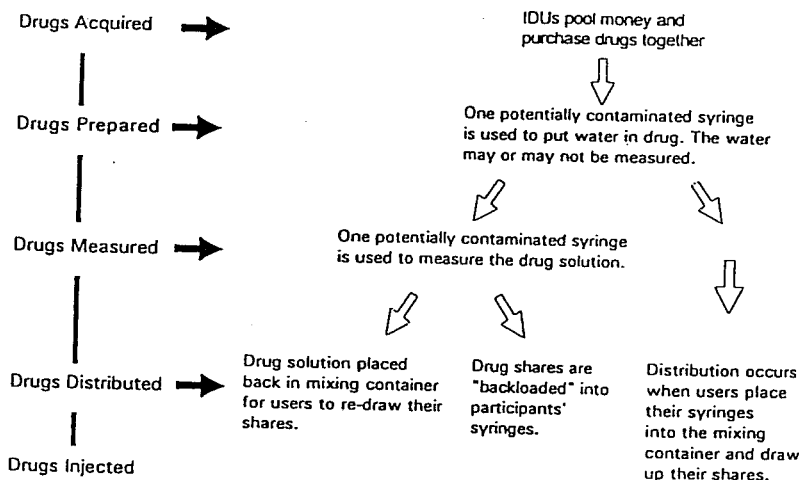 Drugs Acquired
IDUs pool money and
purchase drugs together
Drugs Prepared
One potentially contaminated syringe
is used to put water in drug. The water
may or may not be measured.
Drugs Measured
One potentially contaminated syringe
is used to measure the drug solution.
Drugs Distributed
Drug solution placed
back in mixing container
for users to re-draw their
shares.
Drug shares are
"backloaded" into
participants'
syringes.
Distribution occurs
when users place
their syringes
into the mixing
container and draw
up their shares.
Drugs Injected